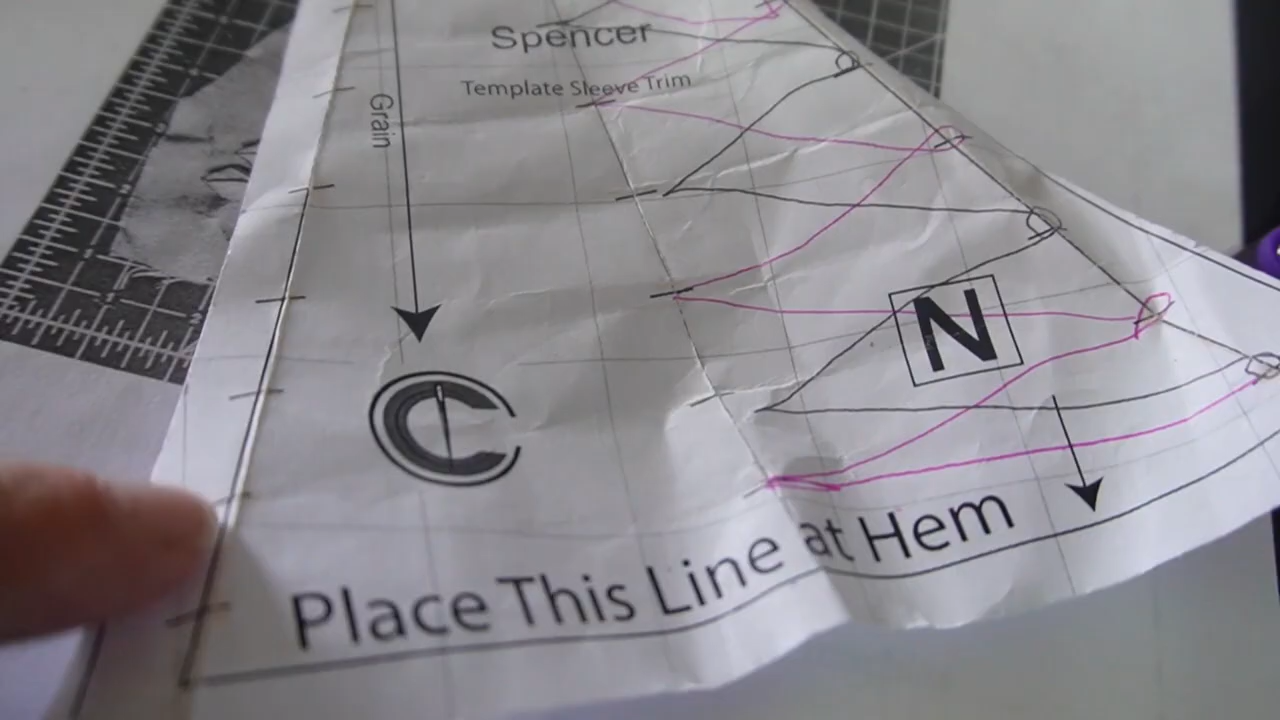 Spencer
Template Sleeve Trim
Grain
N
C
Place This Line at Hem